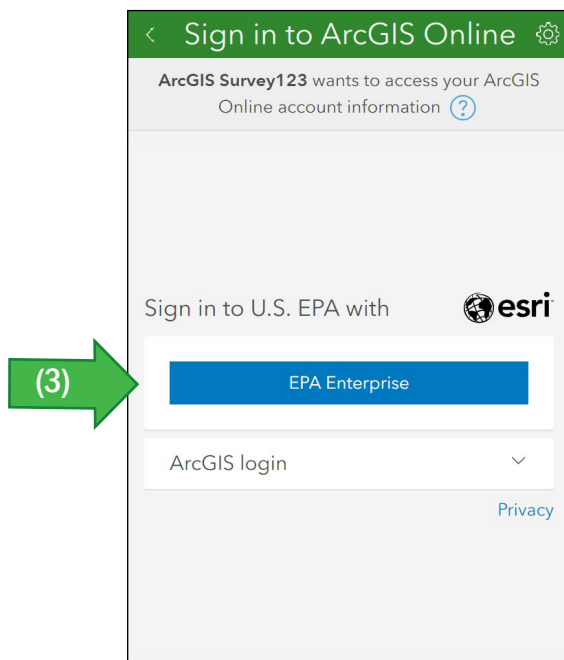 Sign in to ArcGIS Online
ArcGIS Survey123 wants to access your ArcGIS
Online account information ?
Sign in to U.S. EPA with esri
(3)
EPA Enterprise
ArcGIS login
Privacy